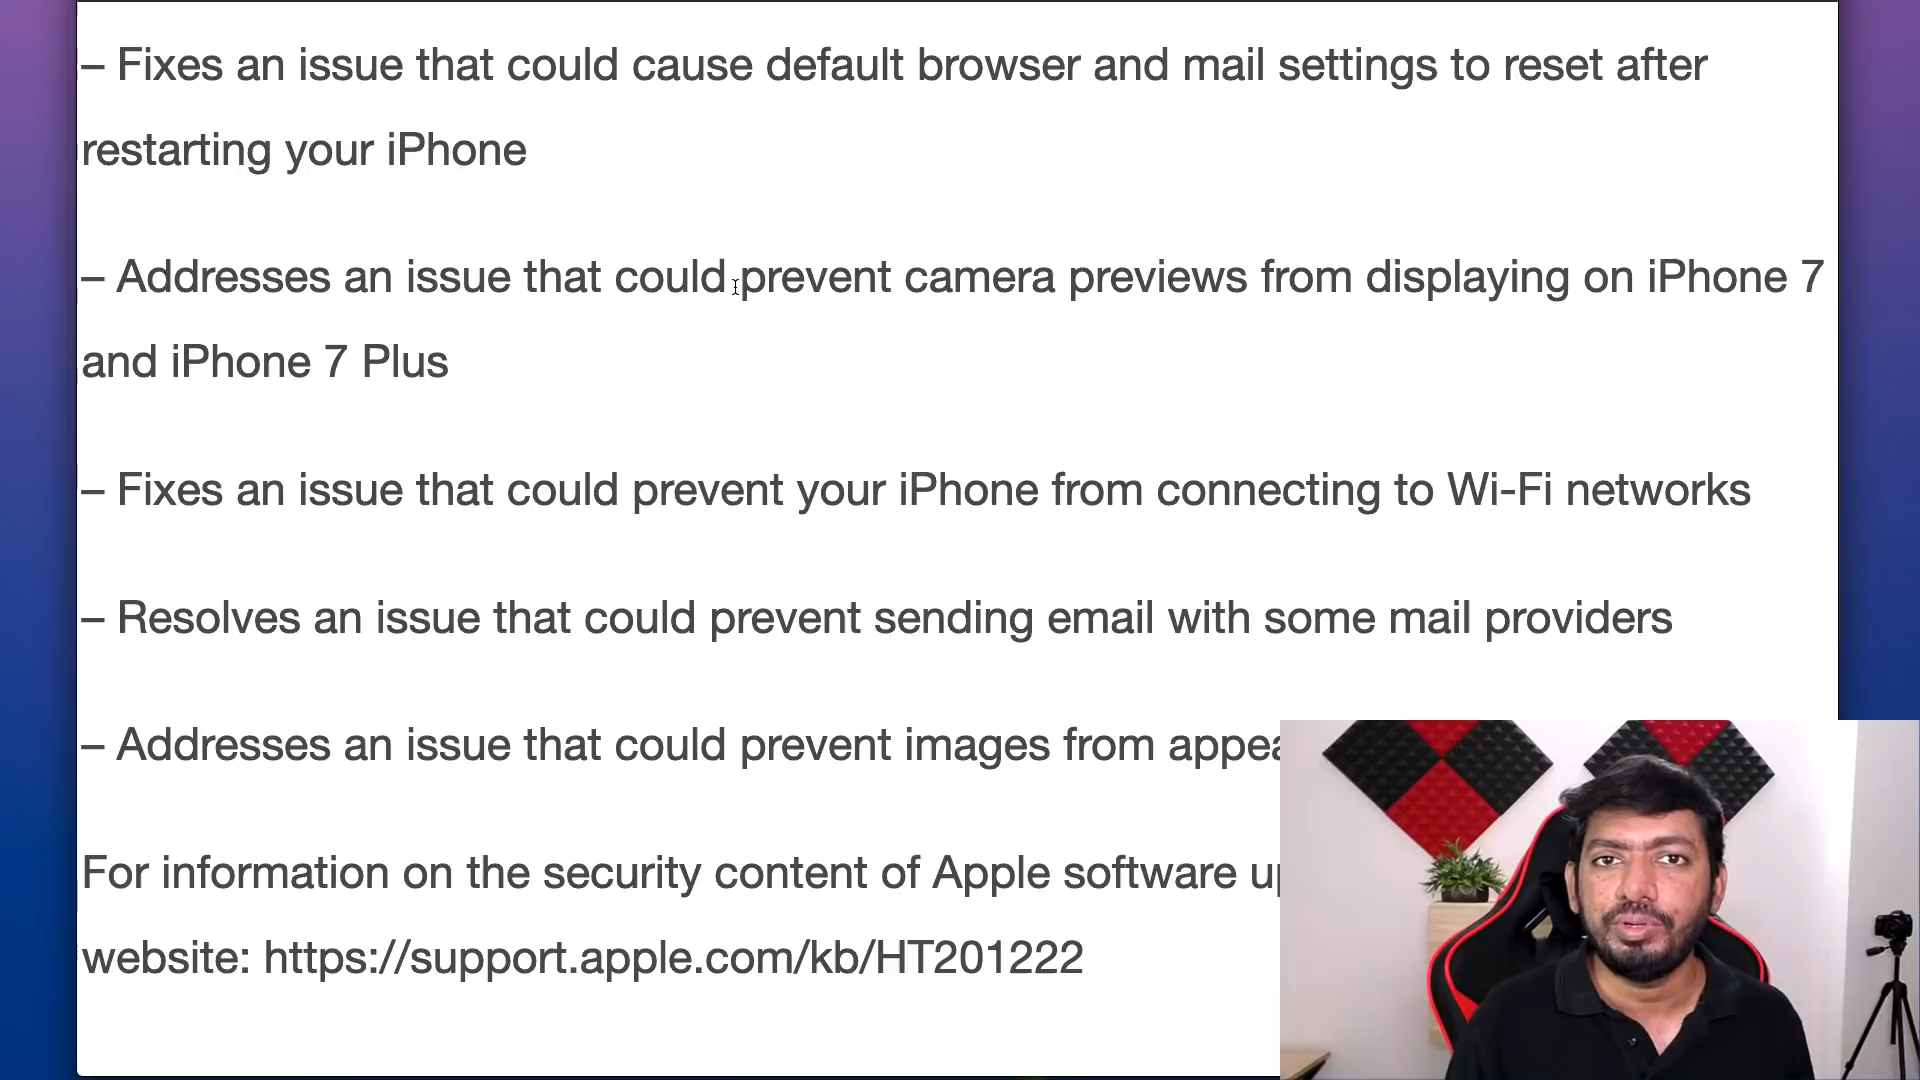 – Fixes an issue that could cause default browser and mail settings to reset after
restarting your iPhone
– Addresses an issue that could prevent camera previews from displaying on iPhone 7
and iPhone 7 Plus
– Fixes an issue that could prevent your iPhone from connecting to Wi-Fi networks
– Resolves an issue that could prevent sending email with some mail providers
– Addresses an issue that could prevent images from
For information on the security content of Apple software
website: https://support.apple.com/kb/HT201222